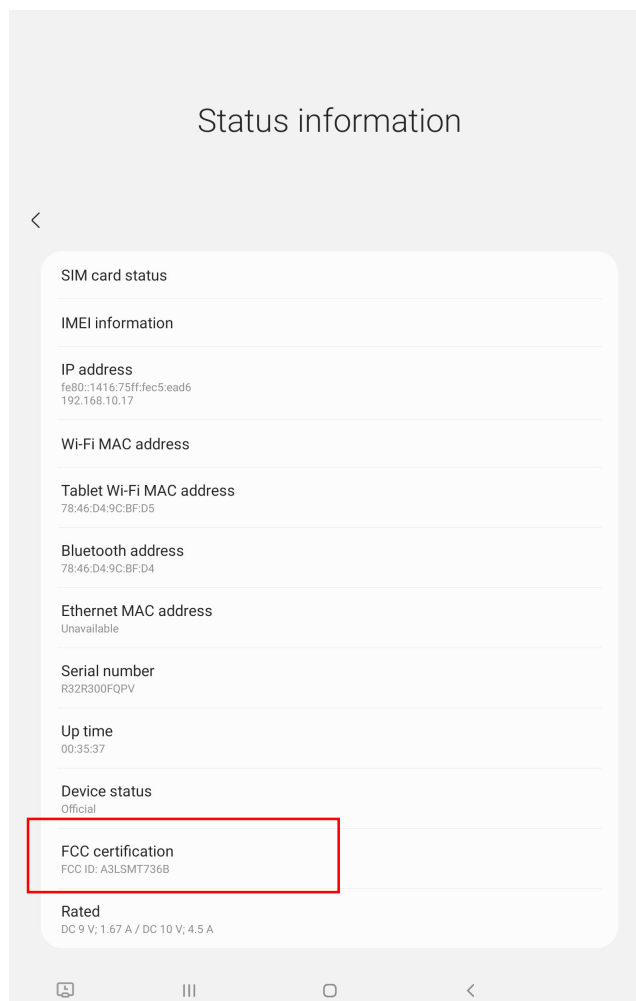 Status information
SIM card status
IMEI information
IP address
fe80::1416:75ff:fec5:ead6
192.168.10.17
Wi-Fi MAC address
Tablet Wi-Fi MAC address
78:46:D4:9C:BF:D5
Bluetooth address
78:46:D4:9C:BF:D4
Ethernet MAC address
Unavailable
Serial number
R32R300FQPV
Up time
00:35:37
Device status
Official
FCC certification
FCC ID: A3LSMT736B
Rated
DC 9 V; 1.67 A / DC 10 V; 4.5 A